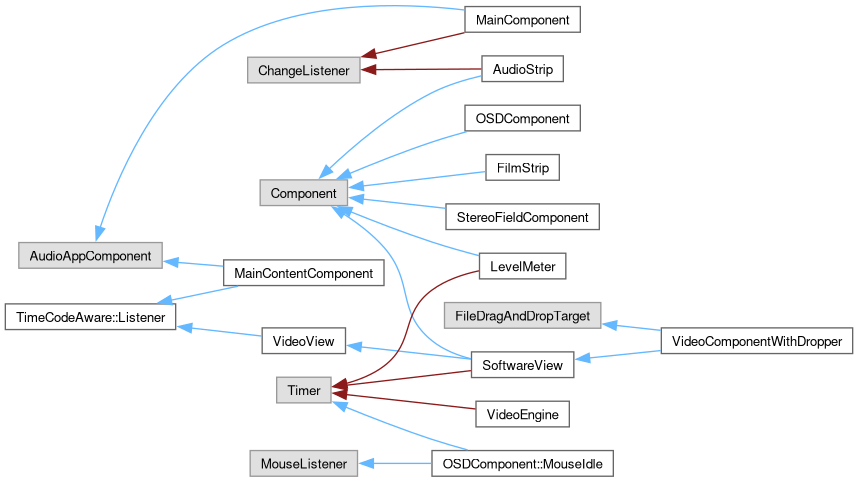 MainComponent
ChangeListener
AudioStrip
OSDComponent
FilmStrip
Component
StereoFieldComponent
AudioAppComponent
LevelMeter
MainContentComponent
TimeCodeAware::Listener
FileDragAndDropTarget
VideoView
VideoComponentWithDropper
SoftwareView
Timer
VideoEngine
MouseListener
OSDComponent::MouseIdle